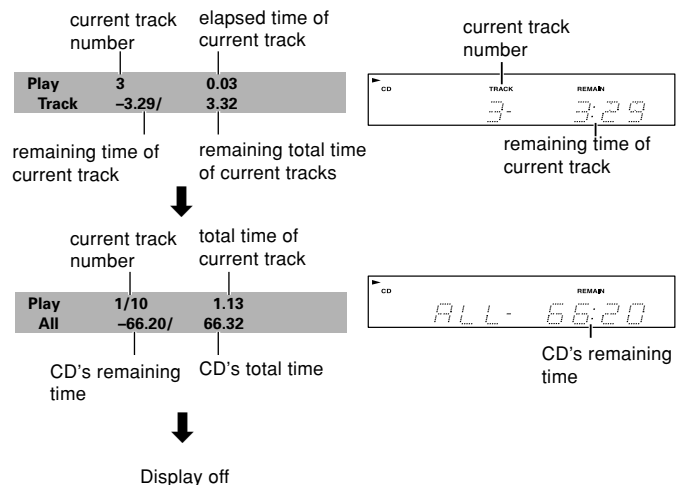 current track
number
elapsed time of
current track
Play 3 0.03
Track –3.29/ 3.32
remaining time of
current track
remaining total time
of current tracks
current track
number
CD TRACK REMAIN
3- 3:29
remaining time of
current track
current track
number
total time of
current track
Play 1/10 1.13
All –66.20/ 66.32
CD's remaining
time
CD's total time
CD REMAIN
ALL- 66:20
CD's remaining
time
Display off